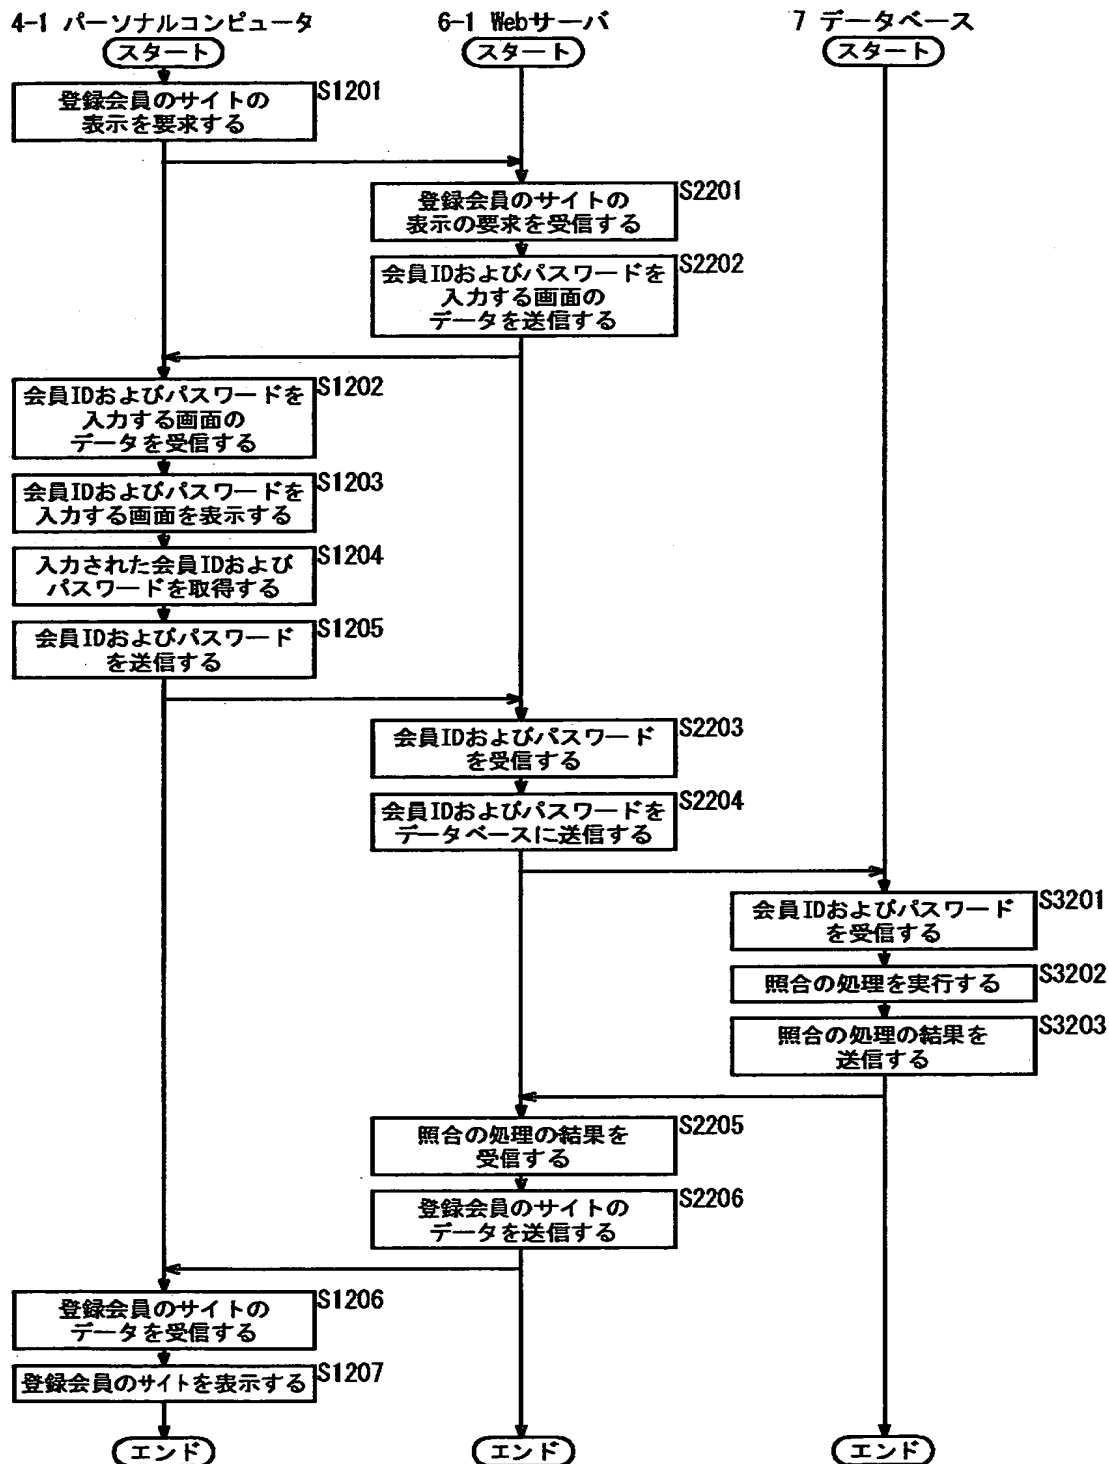 4-1 パーソナルコンピュータ
6-1 Webサーバ
7 データベース
スタート
スタート
スタート
登録会員のサイトの
表示を要求する
S1201
登録会員のサイトの
表示の要求を受信する
S2201
会員IDおよびパスワードを
入力する画面の
データを送信する
S2202
会員IDおよびパスワードを
入力する画面の
データを受信する
S1202
会員IDおよびパスワードを
入力する画面を表示する
S1203
入力された会員IDおよび
パスワードを取得する
S1204
会員IDおよびパスワード
を送信する
S1205
会員IDおよびパスワード
を受信する
S2203
会員IDおよびパスワードを
データベースに送信する
S2204
会員IDおよびパスワード
を受信する
S3201
照合の処理を実行する
S3202
照合の処理の結果を
送信する
S3203
照合の処理の結果を
受信する
S2205
登録会員のサイトの
データを送信する
S2206
登録会員のサイトの
データを受信する
S1206
登録会員のサイトを表示する
S1207
エンド
エンド
エンド